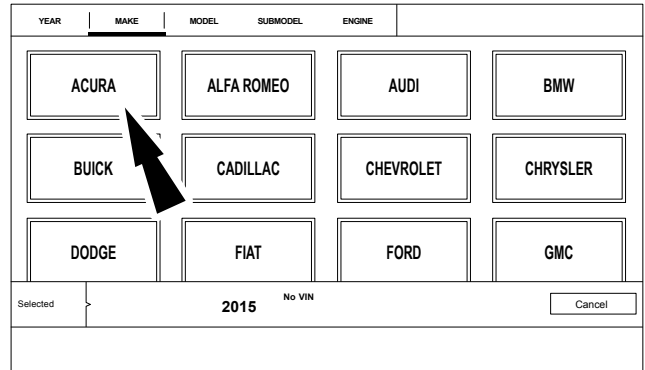 YEAR MAKE MODEL SUBMODEL ENGINE
ACURA ALFA ROMEO AUDI BMW
BUICK CADILLAC CHEVROLET CHRYSLER
DODGE FIAT FORD GMC
Selected 2015 No VIN Cancel